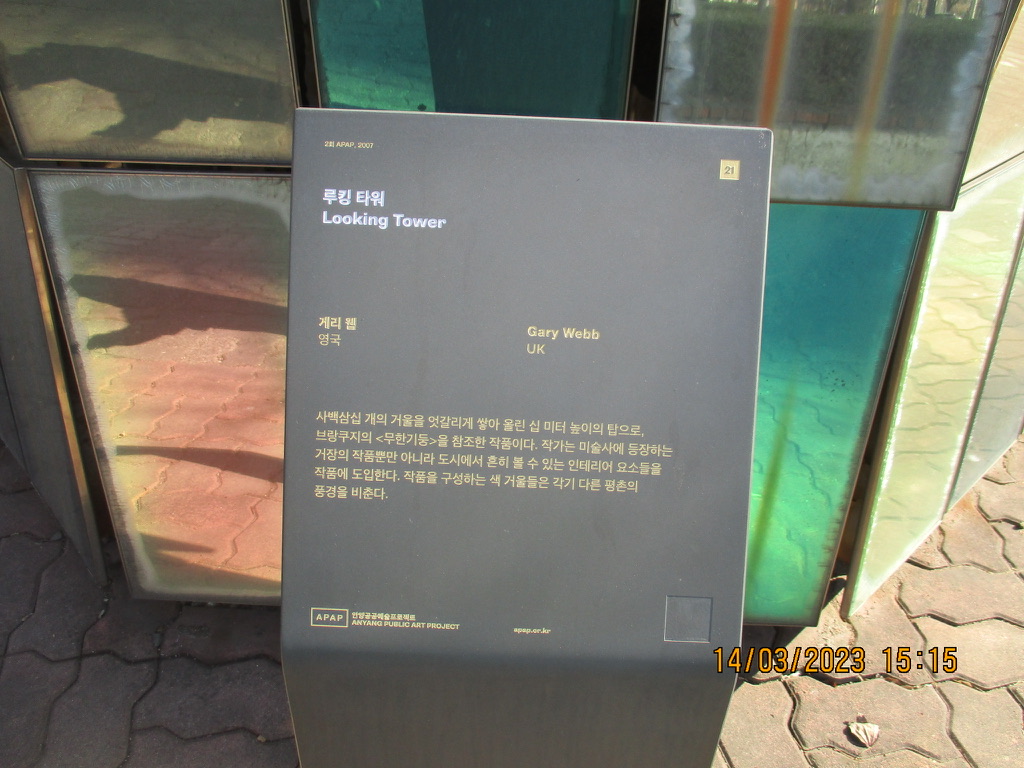 2회 APAP, 2007
21
루킹 타워
Looking Tower
게리 웹
영국
Gary Webb
UK
사백삼십 개의 거울을 엇갈리게 쌓아 올린 십 미터 높이의 탑으로,
브랑쿠지의 <무한기둥>을 참조한 작품이다. 작가는 미술사에 등장하는
거장의 작품뿐만 아니라 도시에서 흔히 볼 수 있는 인테리어 요소들을
작품에 도입한다. 작품을 구성하는 색 거울들은 각기 다른 평촌의
풍경을 비춘다.
APAP
안양공공예술프로젝트
ANYANG PUBLIC ART PROJECT
apap.or.kr
14/03/2023 15:15